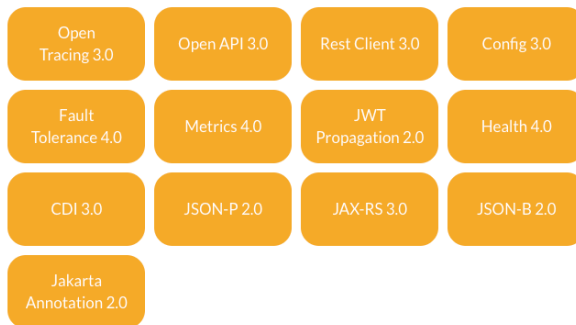 Open
Tracing 3.0
Open API 3.0
Rest Client 3.0
Config 3.0
Fault
Tolerance 4.0
Metrics 4.0
JWT
Propagation 2.0
Health 4.0
CDI 3.0
JSON-P 2.0
JAX-RS 3.0
JSON-B 2.0
Jakarta
Annotation 2.0